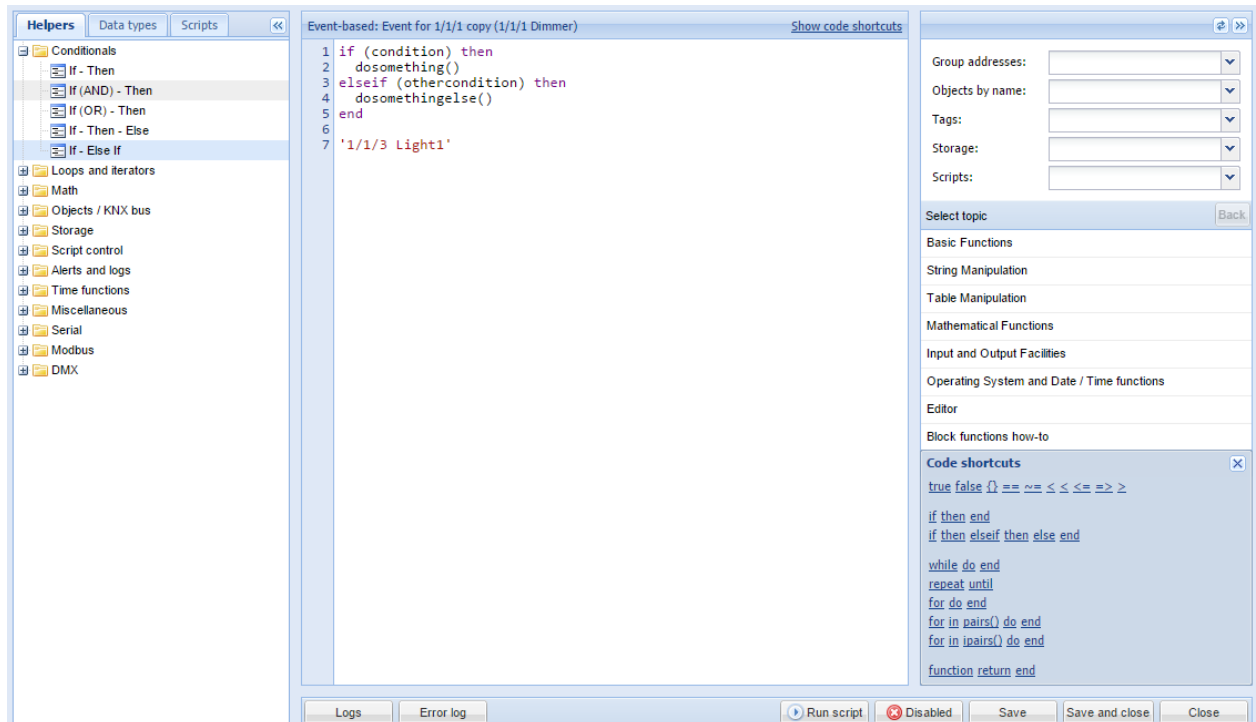 Helpers
Data types
Scripts
Conditionals
If - Then
If (AND) - Then
If (OR) - Then
If - Then - Else
If - Else If
Loops and iterators
Math
Objects / KNX bus
Storage
Script control
Alerts and logs
Time functions
Miscellaneous
Serial
Modbus
DMX
Event-based: Event for 1/1/1 copy (1/1/1 Dimmer)
Show code shortcuts
1 if (condition) then
2 dosomething()
3 elseif (othercondition) then
4 dosomethingelse()
5 end
6
7 '1/1/3 Light1'
Group addresses:
Objects by name:
Tags:
Storage:
Scripts:
Select topic
Back
Basic Functions
String Manipulation
Table Manipulation
Mathematical Functions
Input and Output Facilities
Operating System and Date / Time functions
Editor
Block functions how-to
Code shortcuts
true false {} == ~= < < <= => >
if then end
if then elseif then else end
while do end
repeat until
for do end
for in pairs() do end
for in ipairs() do end
function return end
Logs
Error log
Run script
Disabled
Save
Save and close
Close